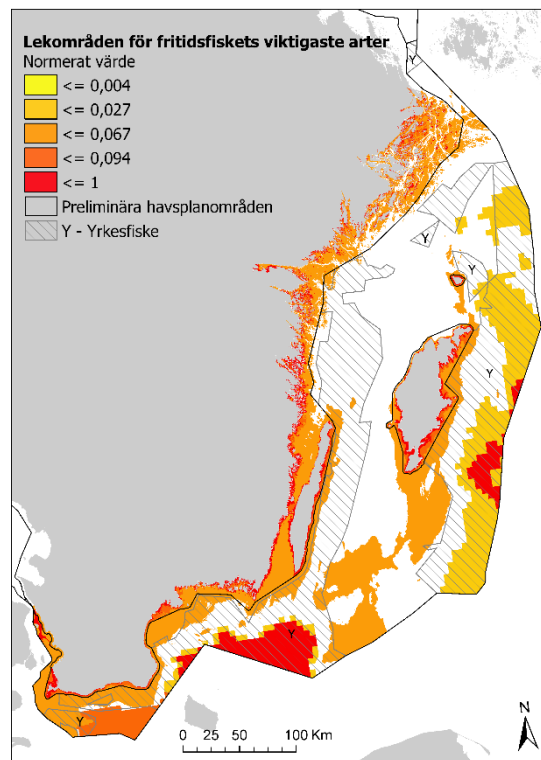 Lekområden för fritidsfiskets viktigaste arter
Normerat värde
<= 0,004
<= 0,027
<= 0,067
<= 0,094
<= 1
Preliminära havsplanområden
Y - Yrkesfiske
Y
Y
Y
Y
Y
Y
N
0 25 50 100 Km